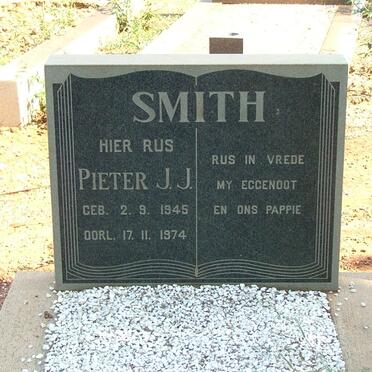 SMITH
HIER RUS
PIETER J. J.
GEB. 2. 9. 1945
OORL. 17. 11. 1974
RUS IN VREDE
MY EGGENOOT
EN ONS PAPPIE